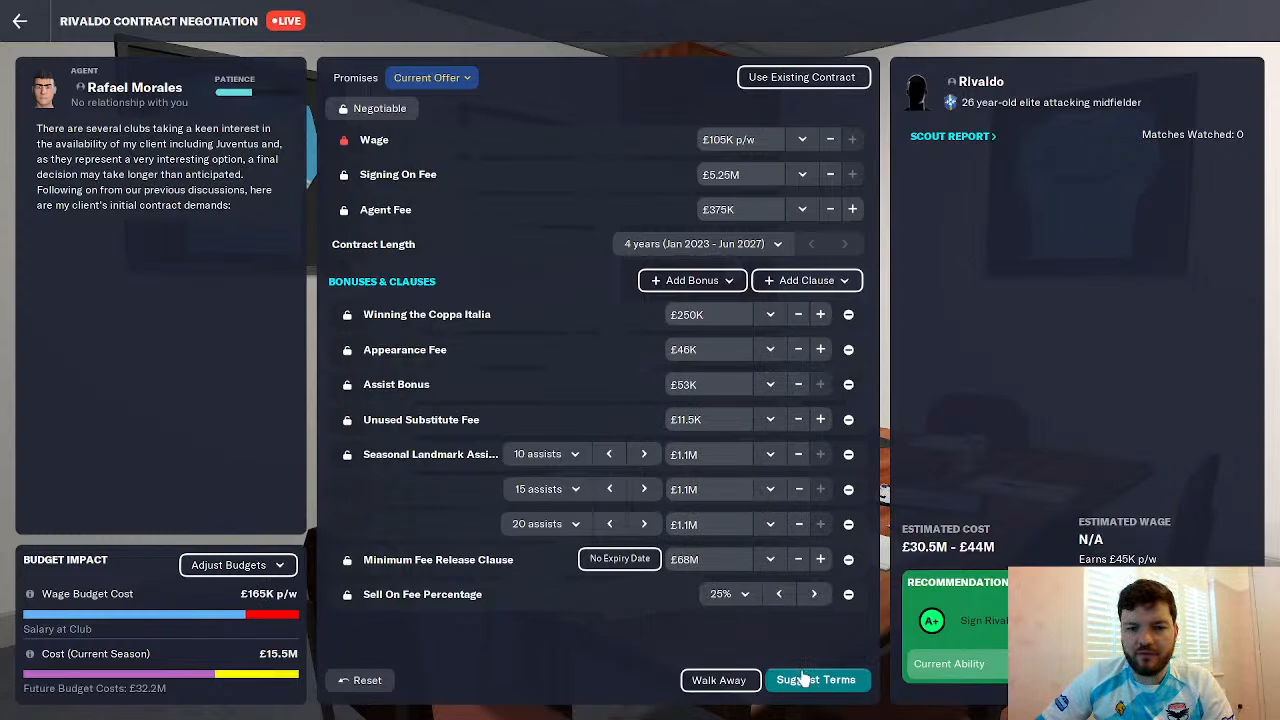 RIVALDO CONTRACT NEGOTIATION
LIVE
AGENT
Rafael Morales
No relationship with you
PATIENCE
There are several clubs taking a keen interest in
the availability of my client including Juventus and,
as they represent a very interesting option, a final
decision may take longer than anticipated.
Following on from our previous discussions, here
are my client's initial contract demands:
BUDGET IMPACT
Adjust Budgets
Wage Budget Cost
£165K p/w
Salary at Club
Cost (Current Season)
£15.5M
Future Budget Costs: £32.2M
Promises
Current Offer
Use Existing Contract
Negotiable
Wage
£105K p/w
Signing On Fee
£5.25M
Agent Fee
£375K
Contract Length
4 years (Jan 2023 - Jun 2027)
BONUSES & CLAUSES
+ Add Bonus
+ Add Clause
Winning the Coppa Italia
£250K
Appearance Fee
£46K
Assist Bonus
£53K
Unused Substitute Fee
£11.5K
Seasonal Landmark Assi...
10 assists
£1.1M
15 assists
£1.1M
20 assists
£1.1M
Minimum Fee Release Clause
No Expiry Date
£68M
Sell On Fee Percentage
25%
Reset
Walk Away
Suggest Terms
Rivaldo
26 year-old elite attacking midfielder
SCOUT REPORT >
Matches Watched: 0
ESTIMATED COST
£30.5M - £44M
ESTIMATED WAGE
N/A
Earns £45K p/w
RECOMMENDATION
A+
Sign Rival
Current Ability